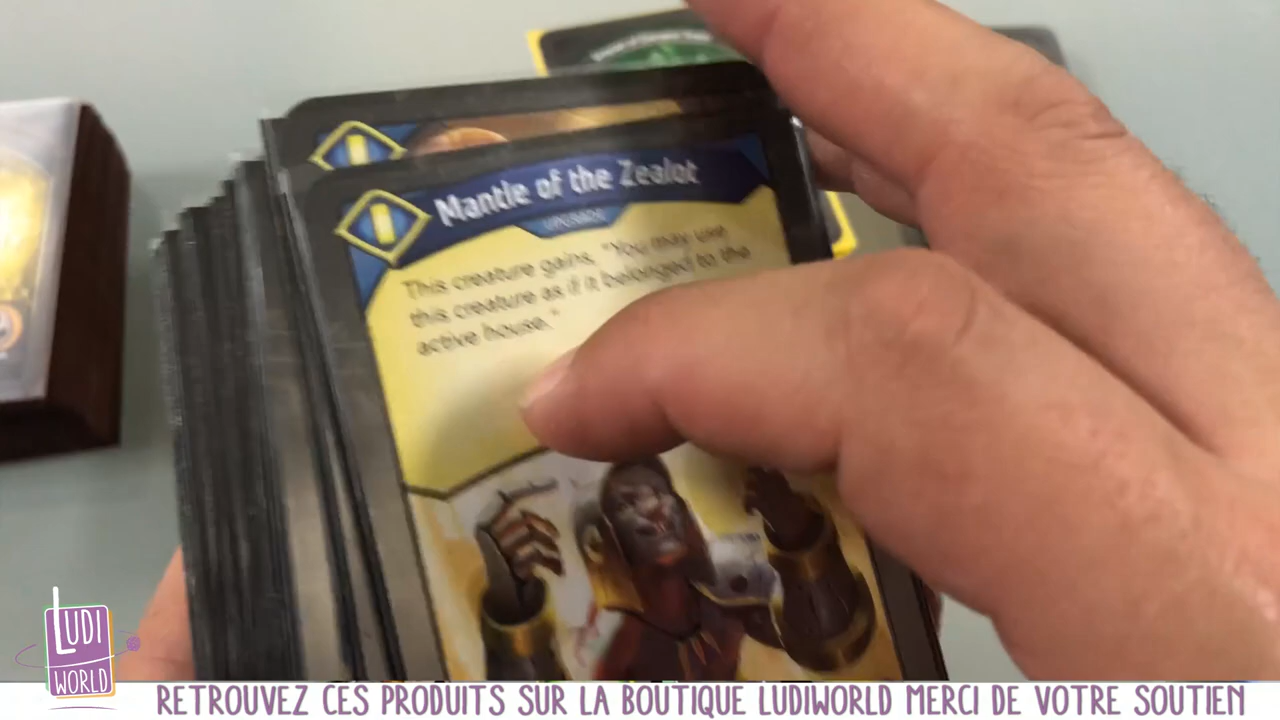 Mantle of the Zealot
UPGRADE
This creature gains, "You may use
this creature as if it belonged to the
active house."
LUDI
WORLD
RETROUVEZ CES PRODUITS SUR LA BOUTIQUE LUDIWORLD MERCI DE VOTRE SOUTIEN